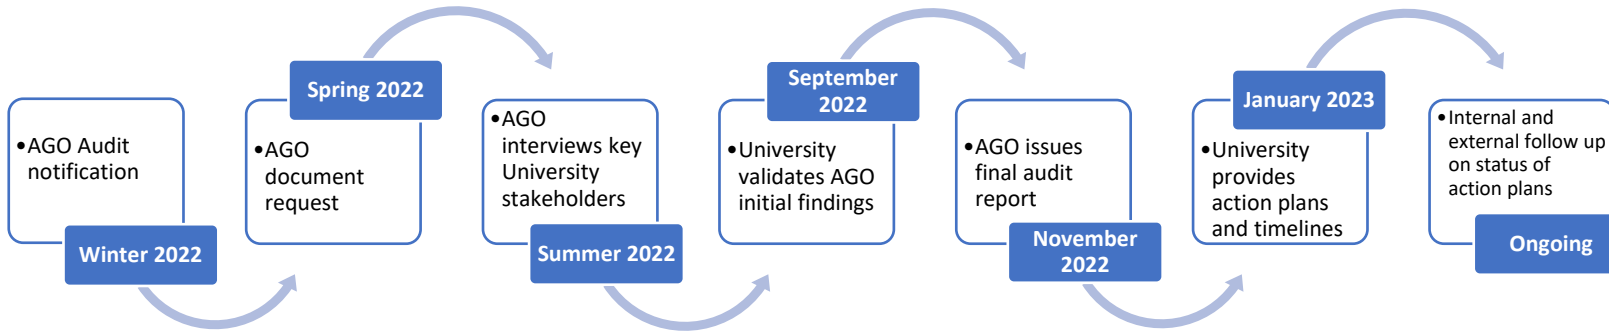 •AGO Audit
notification
Winter 2022
Spring 2022
•AGO
document
request
•AGO
interviews key
University
stakeholders
Summer 2022
September
2022
•University
validates AGO
initial findings
•AGO issues
final audit
report
November
2022
January 2023
•University
provides
action plans
and timelines
•Internal and
external follow up
on status of
action plans
Ongoing